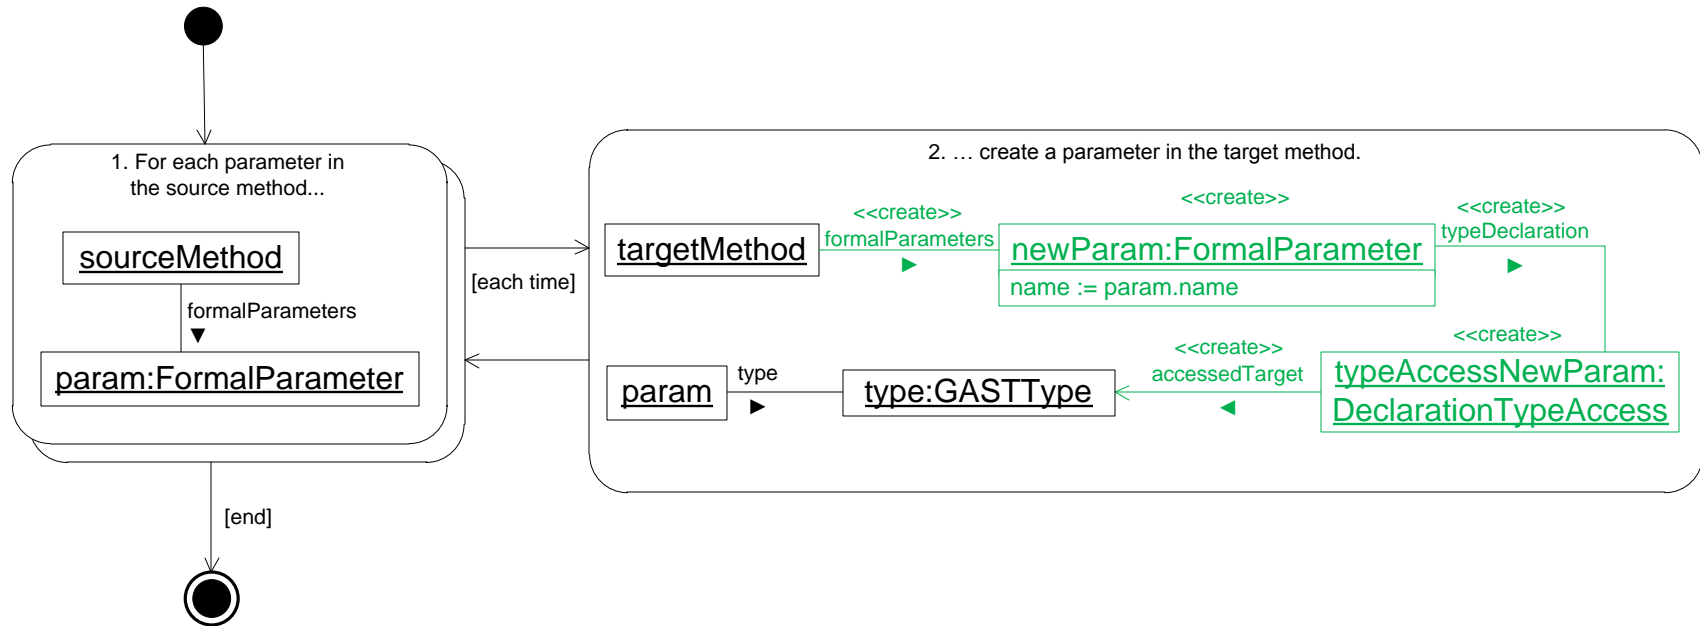 1. For each parameter in
the source method...
sourceMethod
formalParameters
param:FormalParameter
[each time]
[end]
2. … create a parameter in the target method.
targetMethod
<<create>>
formalParameters
<<create>>
newParam:FormalParameter
name := param.name
<<create>>
typeDeclaration
param
type
type:GASTType
<<create>>
accessedTarget
<<create>>
typeAccessNewParam:
DeclarationTypeAccess